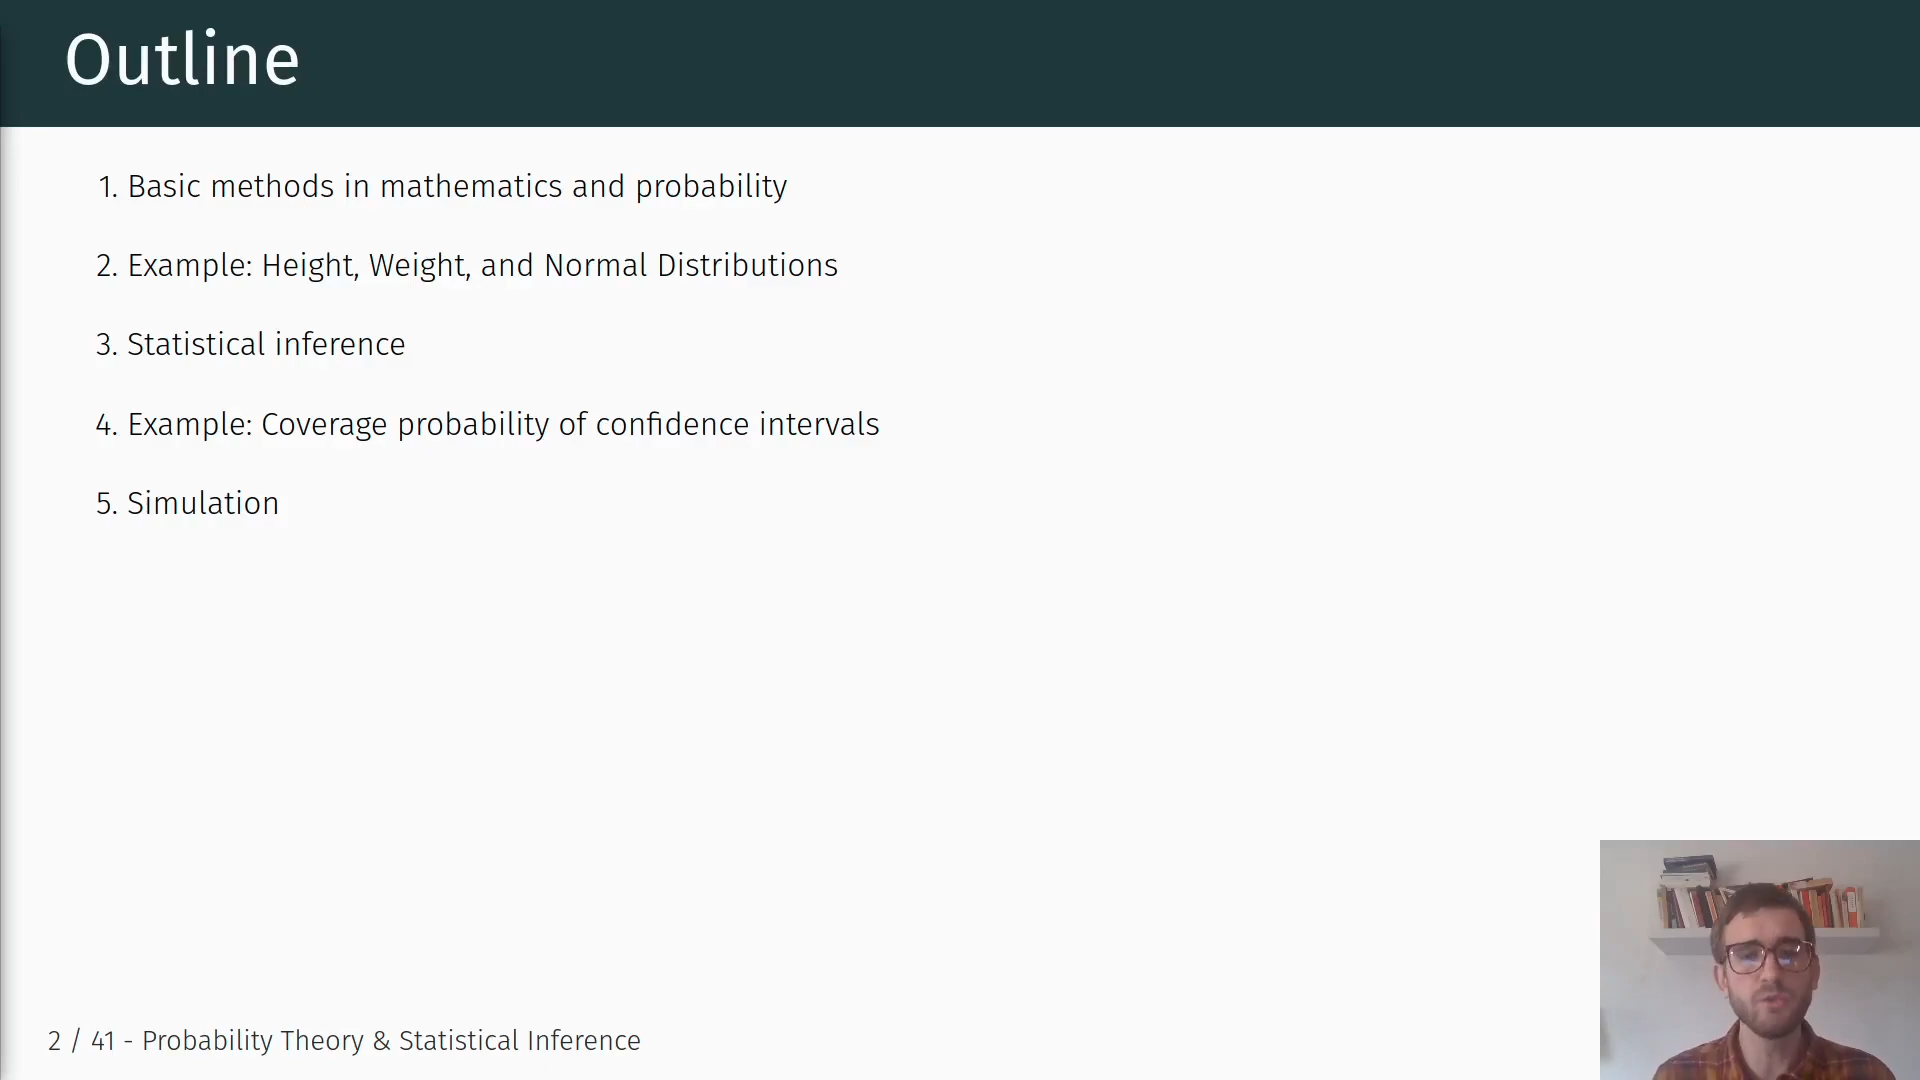 Outline
1. Basic methods in mathematics and probability
2. Example: Height, Weight, and Normal Distributions
3. Statistical inference
4. Example: Coverage probability of confidence intervals
5. Simulation
2 / 41 - Probability Theory & Statistical Inference